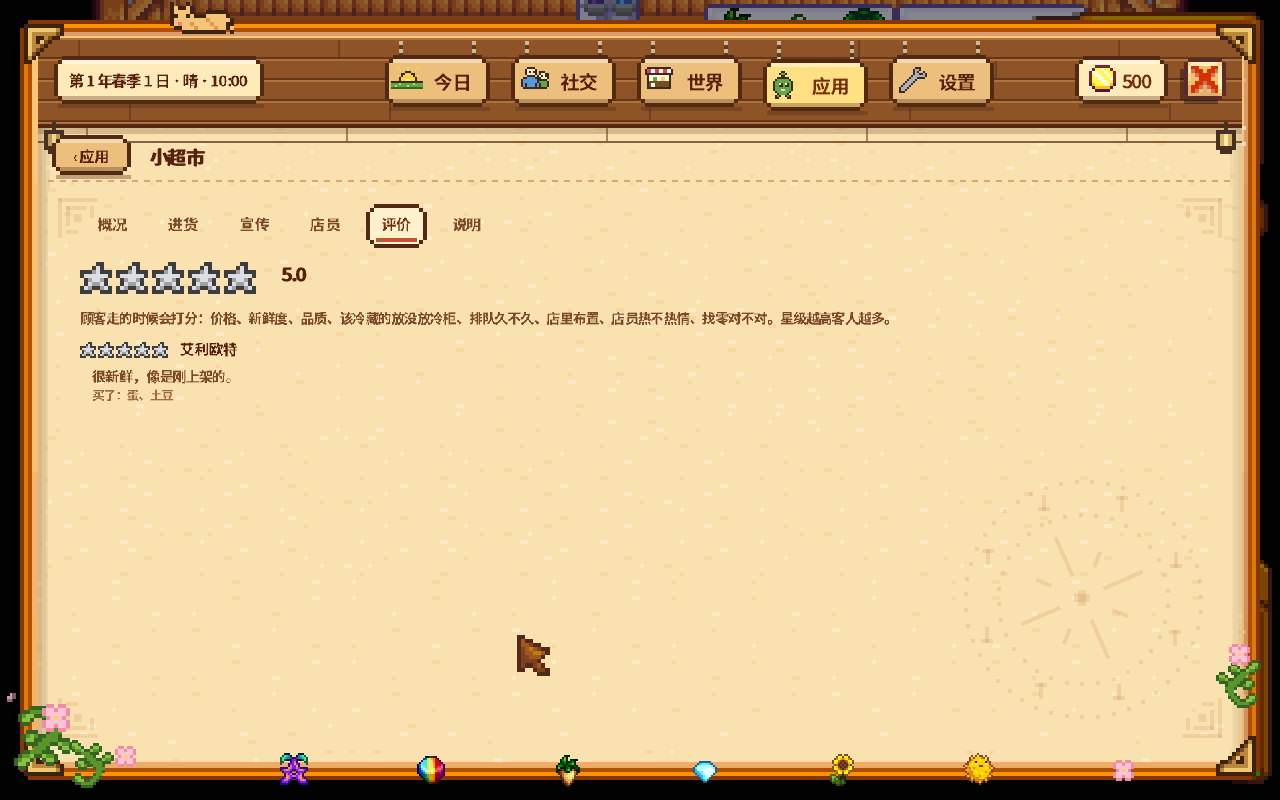 第1年春季1日·晴·10:00
今日
社交
世界
应用
设置
500
‹应用
小超市
概况
进货
宣传
店员
评价
说明
5.0
顾客走的时候会打分：价格、新鲜度、品质、该冷藏的放没放冷柜、排队久不久、店里布置、店员热不热情、找零对不对。星级越高客人越多。
艾利欧特
很新鲜，像是刚上架的。
买了：蛋、土豆